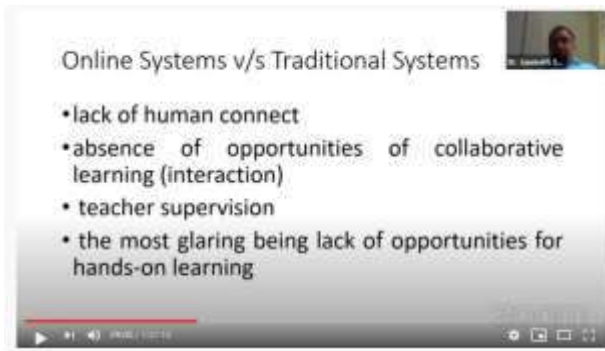 Online Systems v/s Traditional Systems
•lack of human connect
•absence of opportunities of collaborative
learning (interaction)
• teacher supervision
• the most glaring being lack of opportunities for
hands-on learning